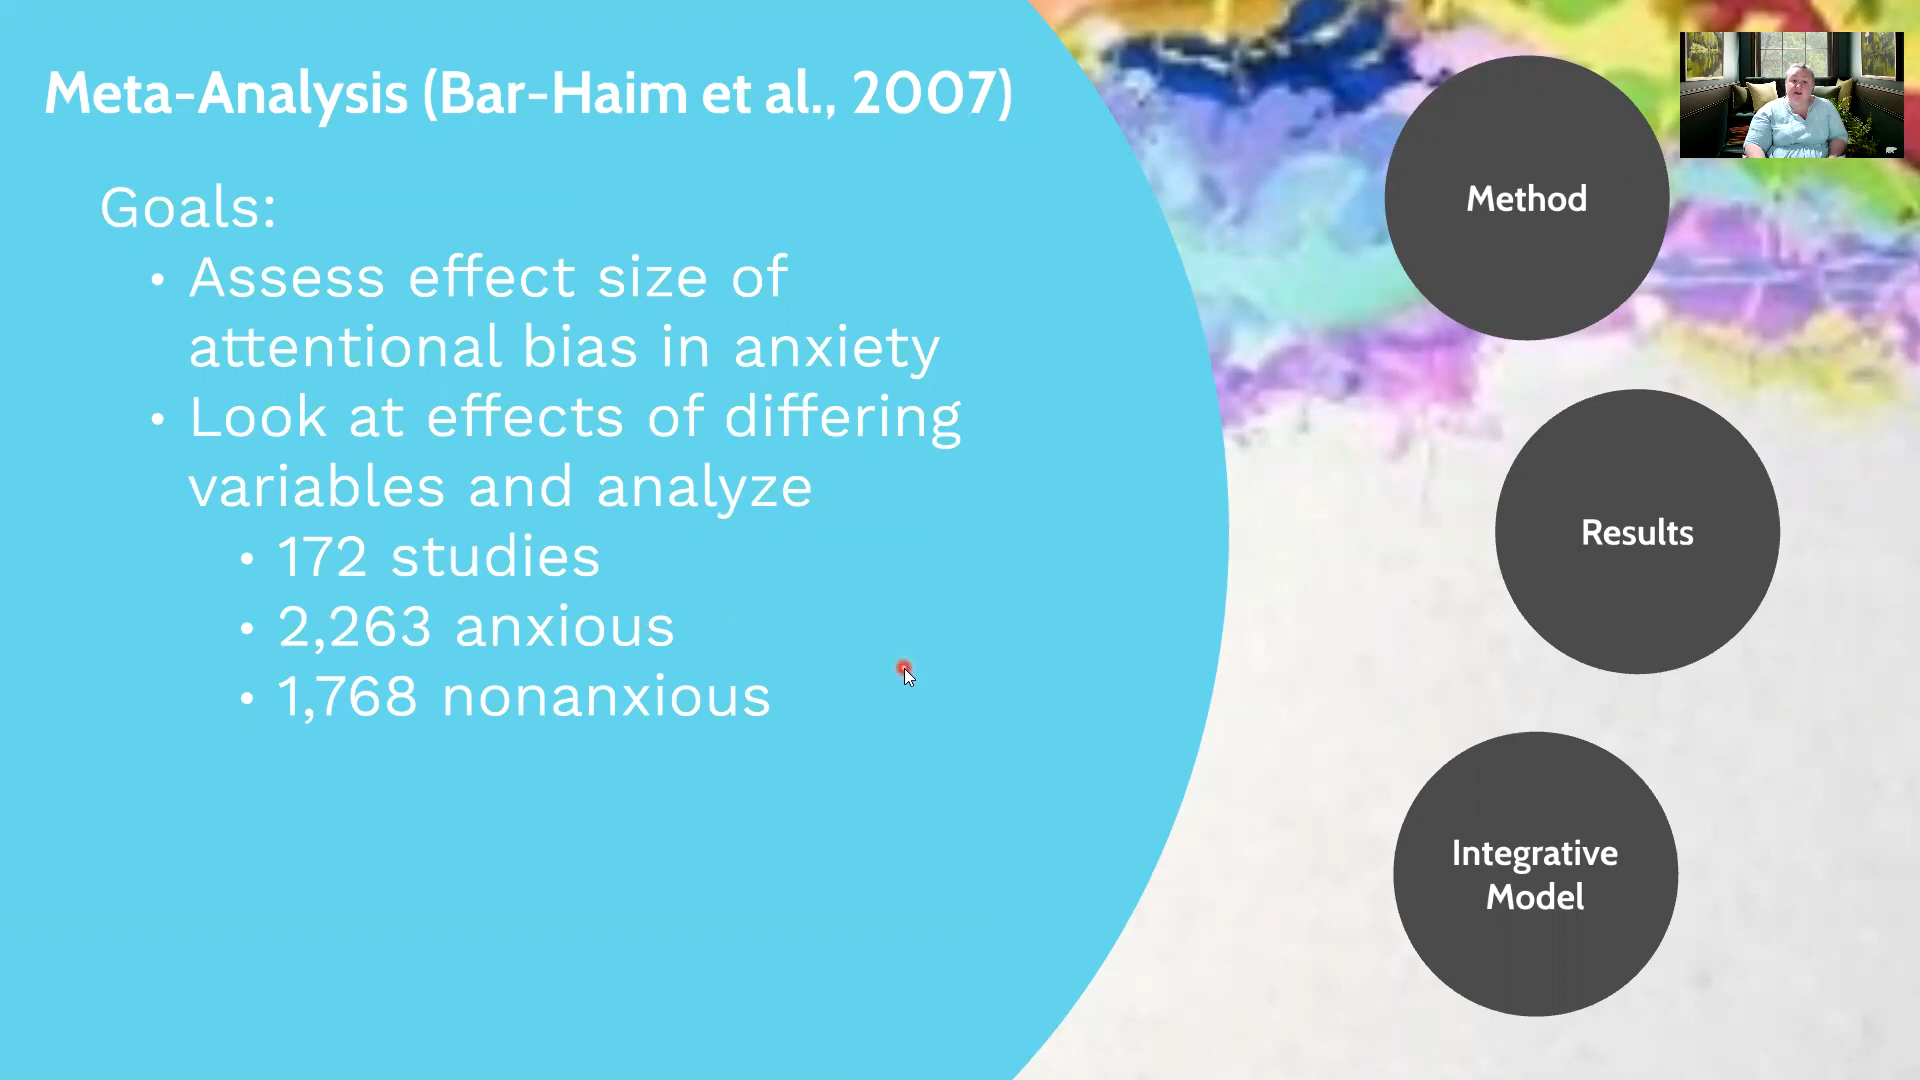 Meta-Analysis (Bar-Haim et al., 2007)
Goals:
• Assess effect size of
attentional bias in anxiety
• Look at effects of differing
variables and analyze
• 172 studies
• 2,263 anxious
• 1,768 nonanxious
Method
Results
Integrative
Model